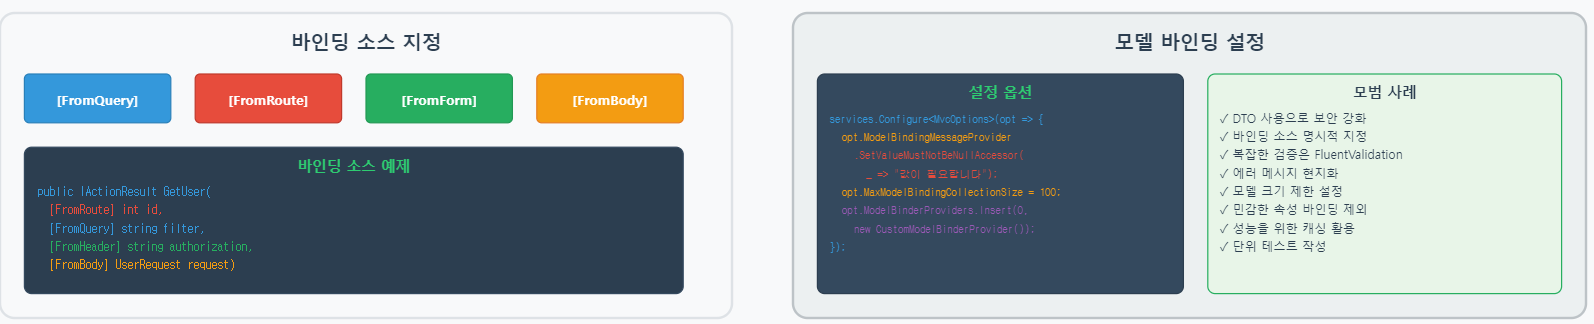 바인딩 소스 지정
[FromQuery]
[FromRoute]
[FromForm]
[FromBody]
바인딩 소스 예제
public IActionResult GetUser(
[FromRoute] int id,
[FromQuery] string filter,
[FromHeader] string authorization,
[FromBody] UserRequest request)
모델 바인딩 설정
설정 옵션
services.Configure<MvcOptions>(opt => {
opt.ModelBindingMessageProvider
.SetValueMustNotBeNullAccessor(
_ => "값이 필요합니다");
opt.MaxModelBindingCollectionSize = 100;
opt.ModelBinderProviders.Insert(0,
new CustomModelBinderProvider());
});
모범 사례
✓ DTO 사용으로 보안 강화
✓ 바인딩 소스 명시적 지정
✓ 복잡한 검증은 FluentValidation
✓ 에러 메시지 현지화
✓ 모델 크기 제한 설정
✓ 민감한 속성 바인딩 제외
✓ 성능을 위한 캐싱 활용
✓ 단위 테스트 작성